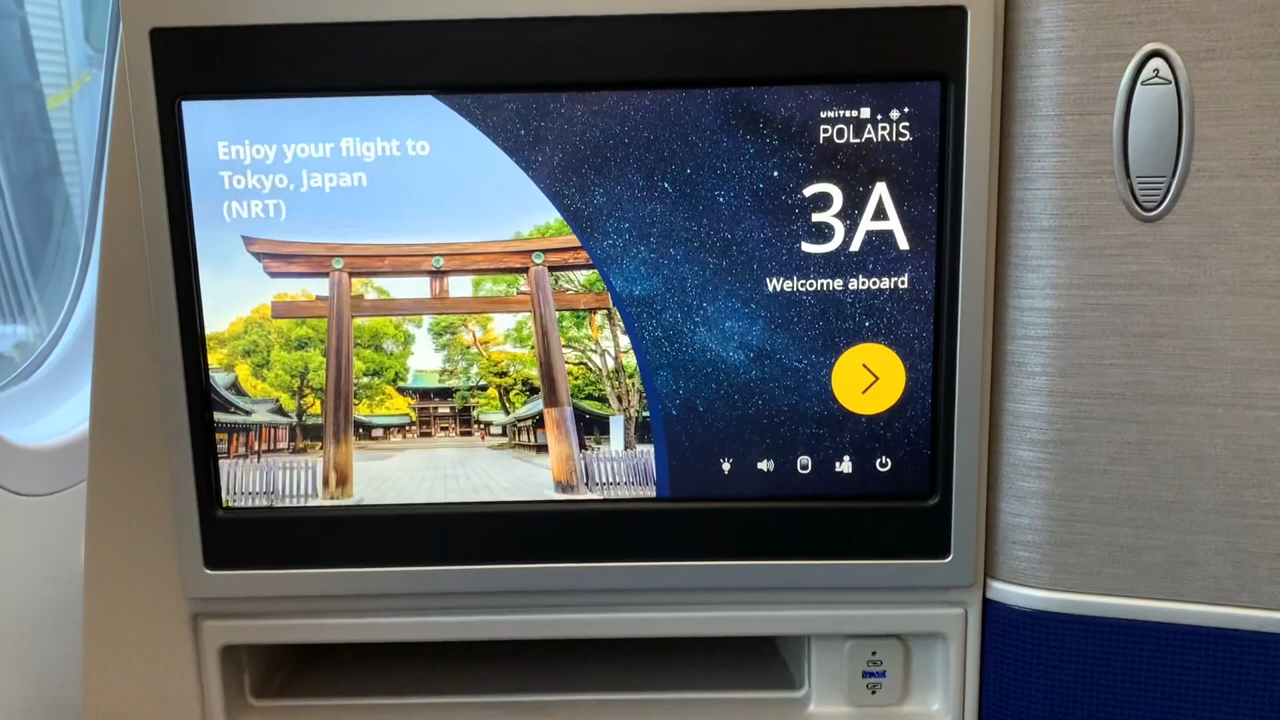 Enjoy your flight to
Tokyo, Japan
(NRT)
UNITED
POLARIS
3A
Welcome aboard